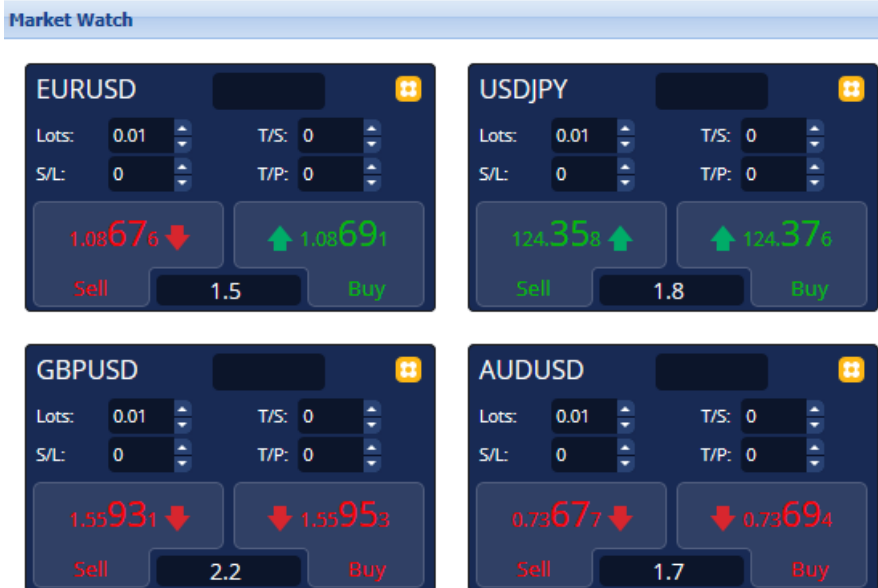 Market Watch
EURUSD
Lots: 0.01 T/S: 0
S/L: 0 T/P: 0
1.08676 1.08691
Sell 1.5 Buy
USDJPY
Lots: 0.01 T/S: 0
S/L: 0 T/P: 0
124.358 124.376
Sell 1.8 Buy
GBPUSD
Lots: 0.01 T/S: 0
S/L: 0 T/P: 0
1.55931 1.55953
Sell 2.2 Buy
AUDUSD
Lots: 0.01 T/S: 0
S/L: 0 T/P: 0
0.73677 0.73694
Sell 1.7 Buy